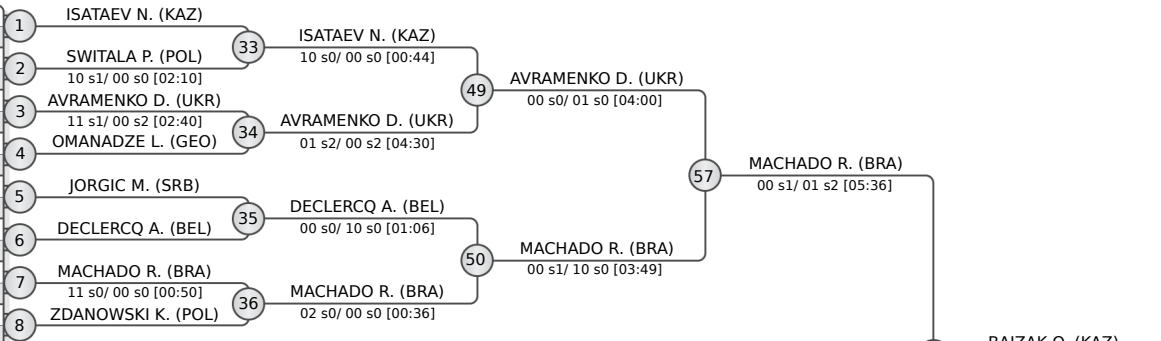 1
ISATAEV N. (KAZ)
2
SWITALA P. (POL)
10 s1/ 00 s0 [02:10]
33
ISATAEV N. (KAZ)
10 s0/ 00 s0 [00:44]
3
AVRAMENKO D. (UKR)
11 s1/ 00 s2 [02:40]
4
OMANADZE L. (GEO)
34
AVRAMENKO D. (UKR)
01 s2/ 00 s2 [04:30]
49
AVRAMENKO D. (UKR)
00 s0/ 01 s0 [04:00]
5
JORGIC M. (SRB)
6
DECLERCQ A. (BEL)
35
DECLERCQ A. (BEL)
00 s0/ 10 s0 [01:06]
7
MACHADO R. (BRA)
11 s0/ 00 s0 [00:50]
8
ZDANOWSKI K. (POL)
36
MACHADO R. (BRA)
02 s0/ 00 s0 [00:36]
50
MACHADO R. (BRA)
00 s1/ 10 s0 [03:49]
57
MACHADO R. (BRA)
00 s1/ 01 s2 [05:36]
(KAZ)